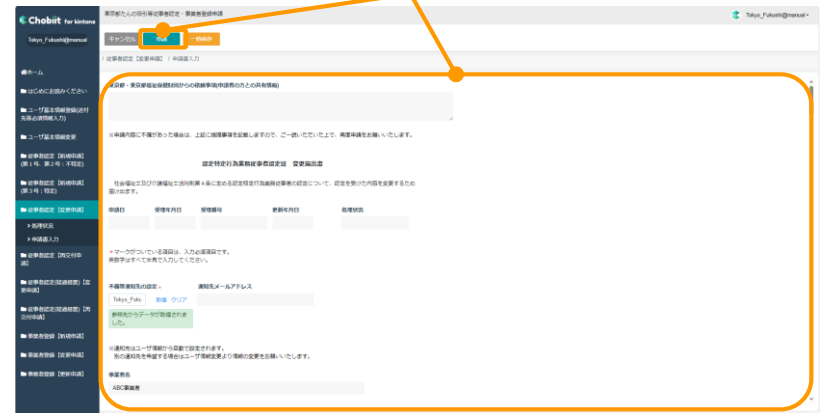 Chobiit for kintone
東京都たんの吸引等従事者認定・事業者登録申請
Tokyo_Fukushi@manual
Tokyo_Fukushi@manual
キャンセル
申請
一時保存
/ 従事者認定【変更申請】 / 申請書入力
ホーム
はじめにお読みください
ユーザ基本情報登録(送付
先等必須情報入力)
ユーザ基本情報変更
従事者認定【新規申請】
(第1号、第2号:不特定)
従事者認定【新規申請】
(第3号:特定)
従事者認定【変更申請】
> 処理状況
> 申請書入力
従事者認定【再交付申
請】
従事者認定(経過措置)【変
更申請】
従事者認定(経過措置)【再
交付申請】
事業者登録【新規申請】
事業者登録【変更申請】
事業者登録【更新申請】
東京都・東京都福祉保健財団からの依頼事項(申請者の方との共有情報)
※申請内容に不備があった場合は、上記に依頼事項を記載しますので、ご一読いただいた上で、再度申請をお願いいたします。
認定特定行為業務従事者認定証 変更届出書
社会福祉士及び介護福祉士法附則第4条に定める認定特定行為業務従事者の認定について、認定を受けた内容を変更するため
届け出ます。
申請日 受理年月日 受理番号 更新年月日 処理状況
*マークがついている項目は、入力必須項目です。
英数字はすべて半角で入力してください。
不備等通知先の設定* 通知先メールアドレス
Tokyo_Fuku 取得 クリア
参照先からデータが取得されま
した。
※通知先はユーザ情報から自動で設定されます。
別の通知先を希望する場合はユーザ情報変更より情報の変更をお願いいたします。
事業者名
ABC事業者